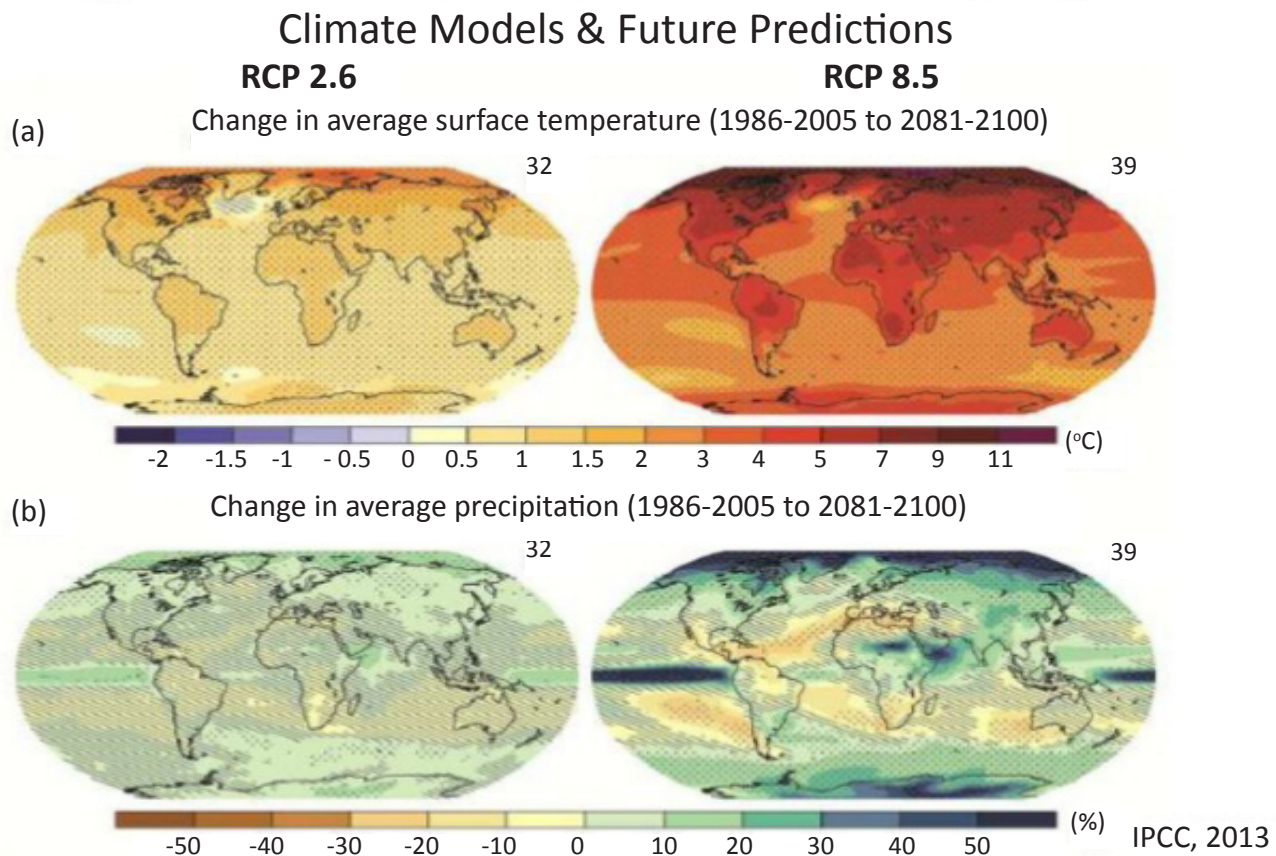 Climate Models & Future Predictions
RCP 2.6 RCP 8.5
Change in average surface temperature (1986-2005 to 2081-2100)
(a)
32 39
-2 -1.5 -1 - 0.5 0 0.5 1 1.5 2 3 4 5 7 9 11 (°C)
(b) Change in average precipitation (1986-2005 to 2081-2100)
32 39
-50 -40 -30 -20 -10 0 10 20 30 40 50 (%)
IPCC, 2013